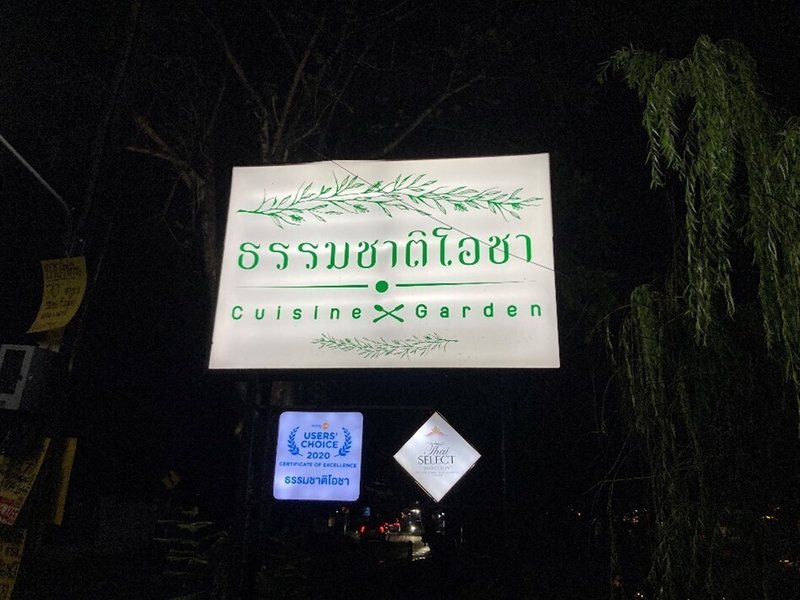 ธรรมชาติโอชา
Cuisine Garden
USERS'
CHOICE
2020
CERTIFICATE OF EXCELLENCE
ธรรมชาติโอชา
Thai
SELECT